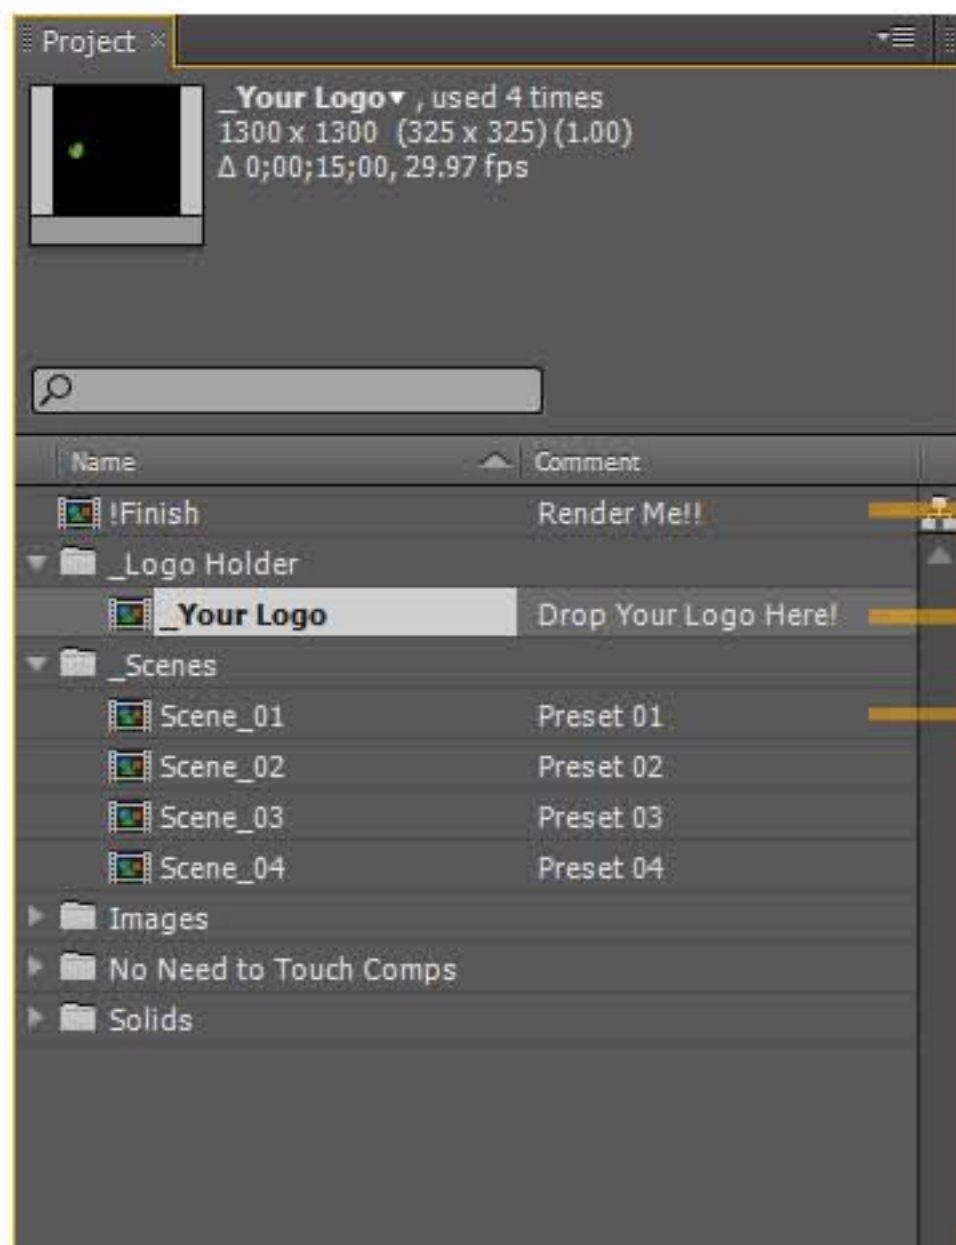 Project ×
_Your Logo▾ , used 4 times
1300 x 1300 (325 x 325) (1.00)
Δ 0;00;15;00, 29.97 fps
Name Comment
!Finish Render Me!!
_Logo Holder
_Your Logo Drop Your Logo Here!
_Scenes
Scene_01 Preset 01
Scene_02 Preset 02
Scene_03 Preset 03
Scene_04 Preset 04
Images
No Need to Touch Comps
Solids